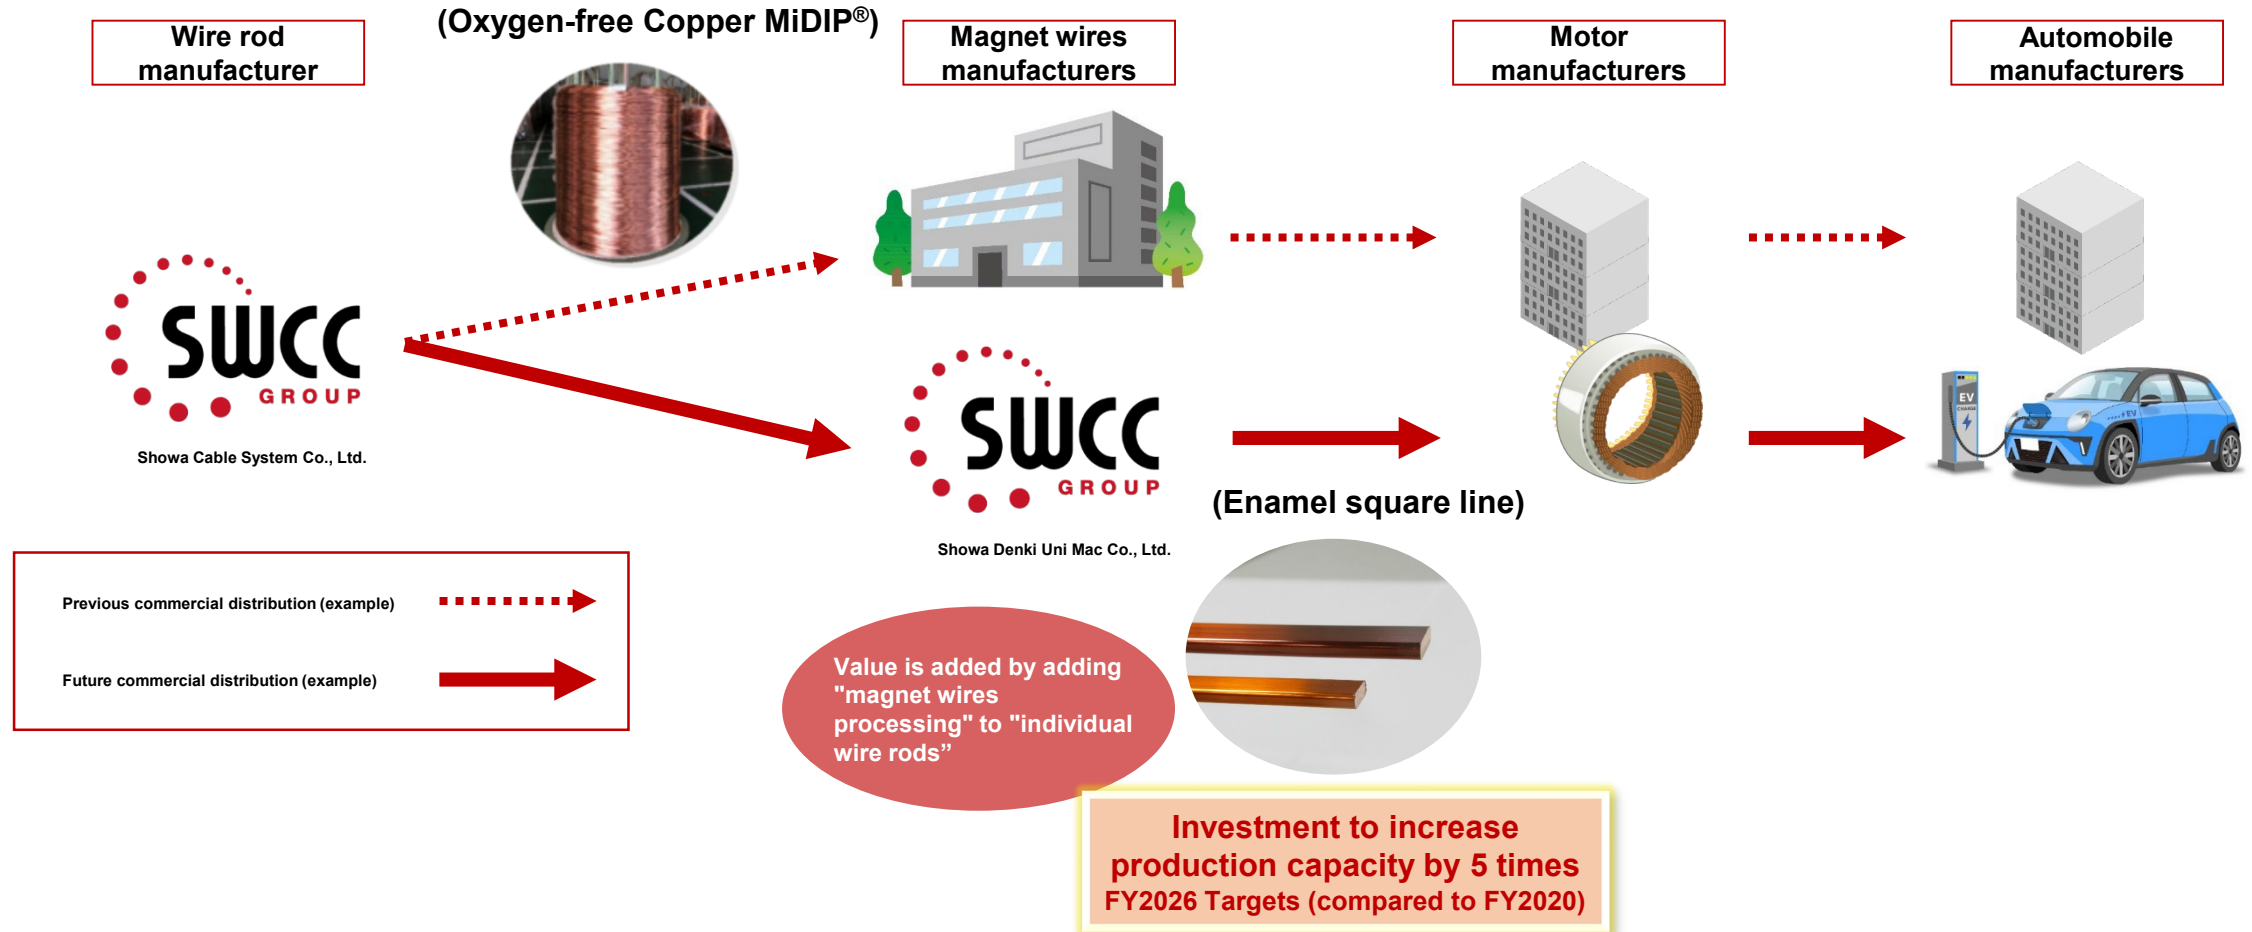 (Oxygen-free Copper MiDIP®)
Wire rod
manufacturer
Magnet wires
manufacturers
Motor
manufacturers
Automobile
manufacturers
SWCC
GROUP
Showa Cable System Co., Ltd.
SWCC
GROUP
Showa Denki Uni Mac Co., Ltd.
EV
CHARGE
EV
(Enamel square line)
Previous commercial distribution (example)
Future commercial distribution (example)
Value is added by adding
"magnet wires
processing" to "individual
wire rods”
Investment to increase
production capacity by 5 times
FY2026 Targets (compared to FY2020)